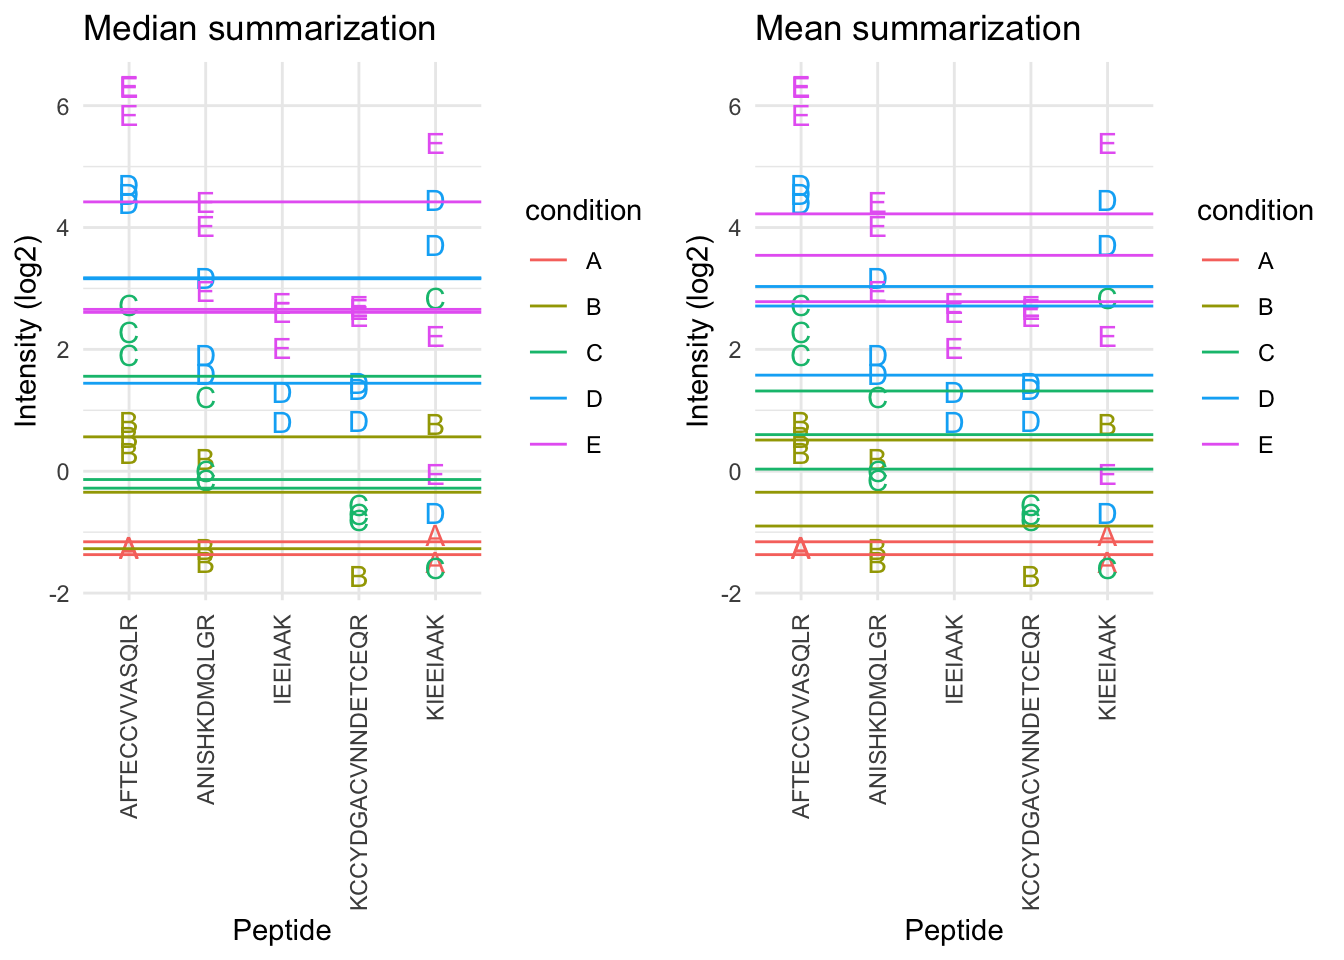 Median summarization
Intensity (log2)
6
4
2
0
-2
E
E
E
D
D
D
C
C
C
B
B
B
B
A
E
E
E
D
D
D
C
B
C
C
B
B
E
E
E
D
D
E
E
E
D
D
D
C
C
C
B
E
D
D
C
E
B
E
D
A
A
C
AFTECCVVASQLR
ANISHKDMQLGR
IEEIAAK
KCCYDGACVNNDETCEQR
KIEEIAAK
Peptide
condition
A
B
C
D
E
Mean summarization
Intensity (log2)
6
4
2
0
-2
E
E
E
D
D
D
C
C
C
B
B
B
B
A
E
E
E
D
D
D
C
B
C
C
B
B
E
E
E
D
D
E
E
E
D
D
D
C
C
C
B
E
D
D
C
E
B
E
D
A
A
C
AFTECCVVASQLR
ANISHKDMQLGR
IEEIAAK
KCCYDGACVNNDETCEQR
KIEEIAAK
Peptide
condition
A
B
C
D
E